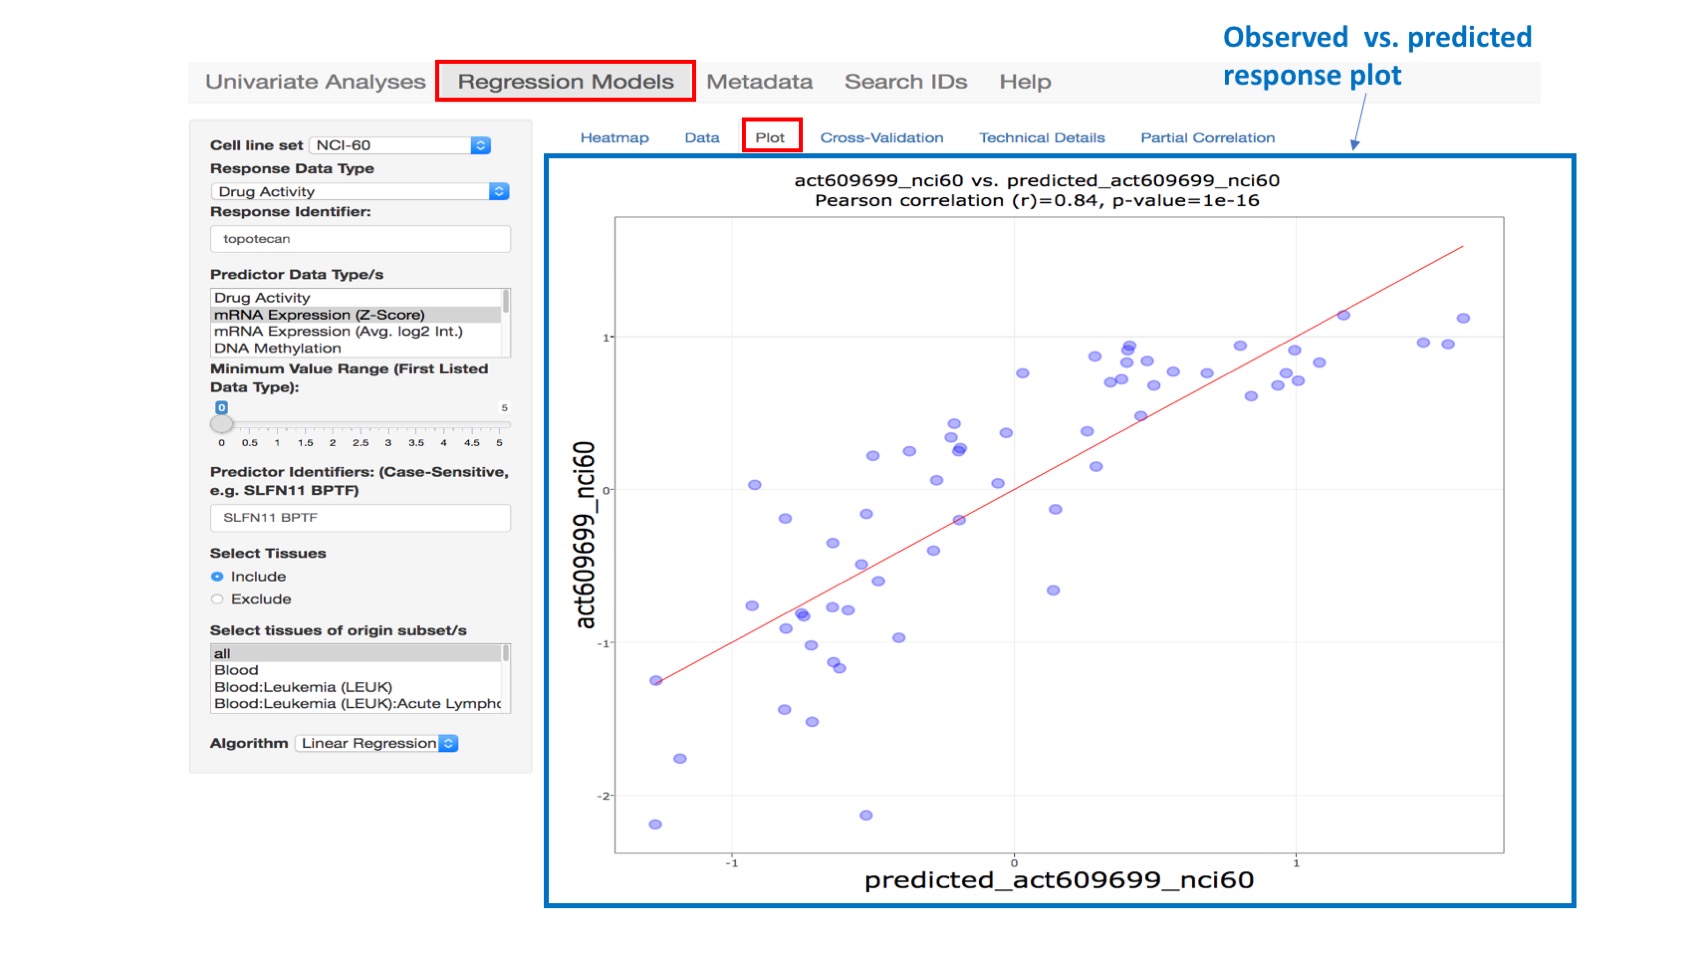 Observed  vs. predicted
response plot
Univariate Analyses
Regression Models
Metadata
Search IDs
Help
Cell line set NCI-60
Response Data Type
Drug Activity
Response Identifier:
topotecan
Predictor Data Type/s
Drug Activity
mRNA Expression (Z-Score)
mRNA Expression (Avg. log2 Int.)
DNA Methylation
Minimum Value Range (First Listed
Data Type):
0 5
0 0.5 1 1.5 2 2.5 3 3.5 4 4.5 5
Predictor Identifiers: (Case-Sensitive,
e.g. SLFN11 BPTF)
SLFN11 BPTF
Select Tissues
Include
Exclude
Select tissues of origin subset/s
all
Blood
Blood:Leukemia (LEUK)
Blood:Leukemia (LEUK):Acute Lympho
Algorithm Linear Regression
Heatmap
Data
Plot
Cross-Validation
Technical Details
Partial Correlation
act609699_nci60 vs. predicted_act609699_nci60
Pearson correlation (r)=0.84, p-value=1e-16
act609699_nci60
1
0
-1
-2
-1 0 1
predicted_act609699_nci60